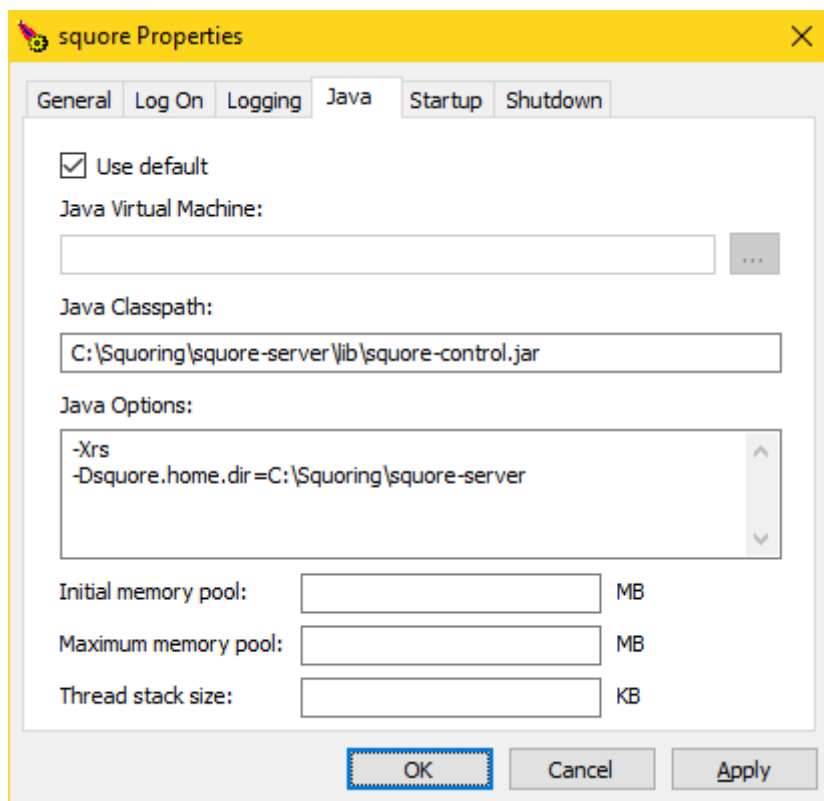 squore Properties
General Log On Logging Java Startup Shutdown
Use default
Java Virtual Machine:
...
Java Classpath:
C:\Squoring\squore-server\lib\squore-control.jar
Java Options:
-Xrs
-Dsquore.home.dir=C:\Squoring\squore-server
Initial memory pool: MB
Maximum memory pool: MB
Thread stack size: KB
OK Cancel Apply